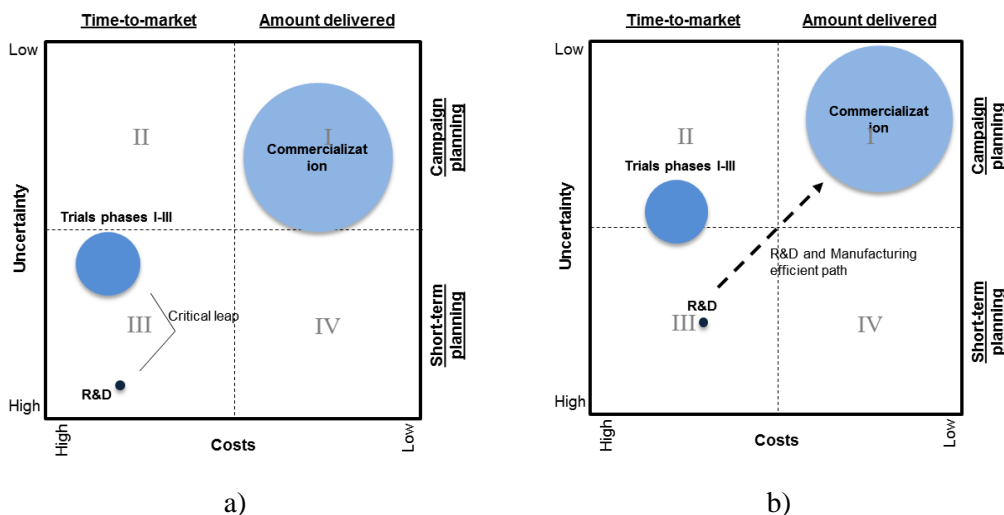 Time-to-market
Amount delivered
Low
II
I
Commercializat
ion
Campaign
planning
Uncertainty
Trials phases I-III
Critical leap
III
IV
Short-term
planning
R&D
High
High
Costs
Low
a)
Time-to-market
Amount delivered
Low
II
Commercializat
ion
I
Campaign
planning
Uncertainty
Trials phases I-III
R&D and Manufacturing
efficient path
R&D
III
IV
Short-term
planning
High
High
Costs
Low
b)